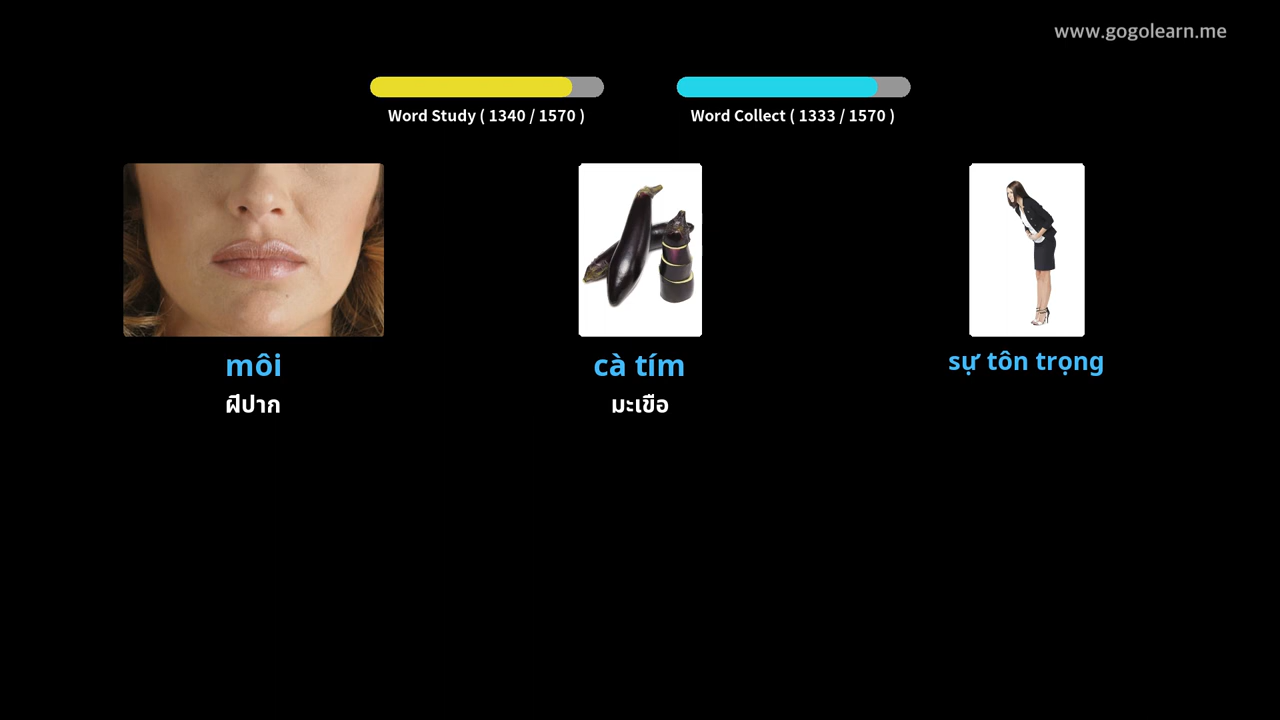 www.gogolearn.me
Word Study ( 1340 / 1570 )
Word Collect ( 1333 / 1570 )
môi
cà tím
sự tôn trọng
ฝีปาก
มะเขือ